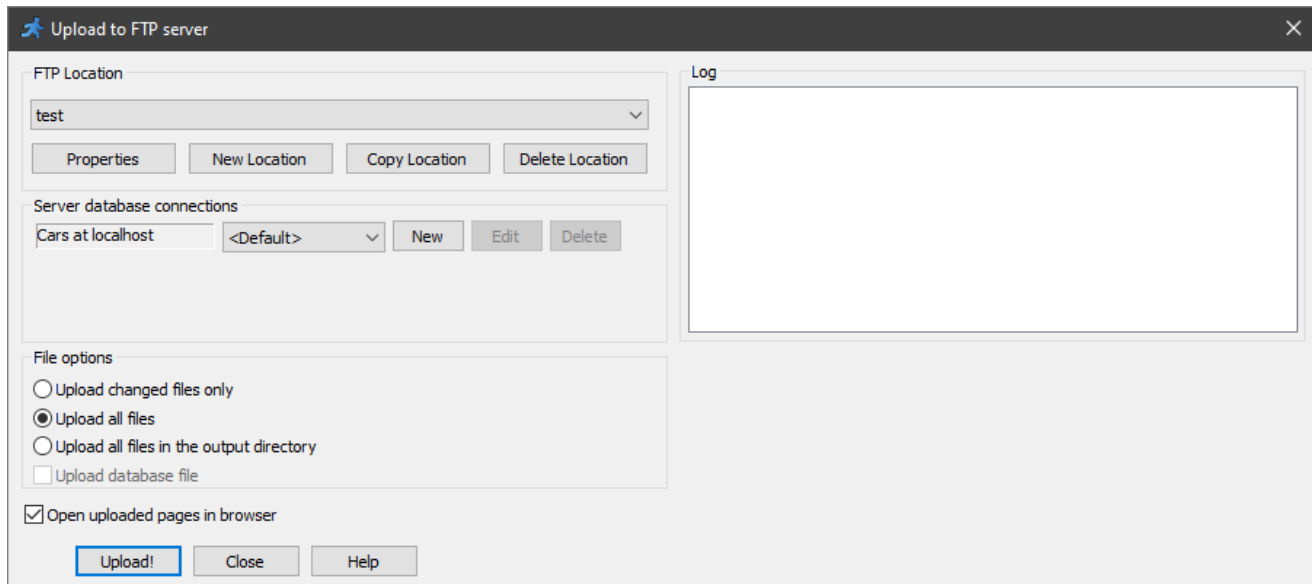 Upload to FTP server
FTP Location
test
Properties New Location Copy Location Delete Location
Server database connections
Cars at localhost <Default> New Edit Delete
File options
Upload changed files only
Upload all files
Upload all files in the output directory
Upload database file
Open uploaded pages in browser
Upload! Close Help
Log